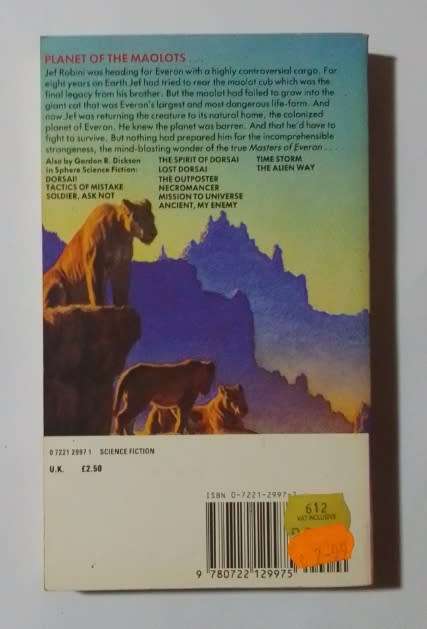 PLANET OF THE MAOLOTS . . .
Jef Robini was heading for Everon with a highly controversial cargo. For
eight years on Earth Jef had tried to rear the maolot cub which was the
final legacy from his brother. But the maolot had failed to grow into the
giant cat that was Everon's largest and most dangerous life-form. And
now Jef was returning the creature to its natural home, the colonized
planet of Everon. He knew the planet was barren. And that he'd have to
fight to survive. But nothing had prepared him for the incomprehensible
strangeness, the mind-blasting wonder of the true Masters of Everon . . .
Also by Gordon R. Dickson
in Sphere Science Fiction:
DORSAI!
TACTICS OF MISTAKE
SOLDIER, ASK NOT
THE SPIRIT OF DORSAI
LOST DORSAI
THE OUTPOSTER
NECROMANCER
MISSION TO UNIVERSE
ANCIENT, MY ENEMY
TIME STORM
THE ALIEN WAY
0 7221 2997 1 SCIENCE FICTION
U.K. £2.50
ISBN 0-7221-2997-
612
VAT INCLUSIVE
9 780722 129975